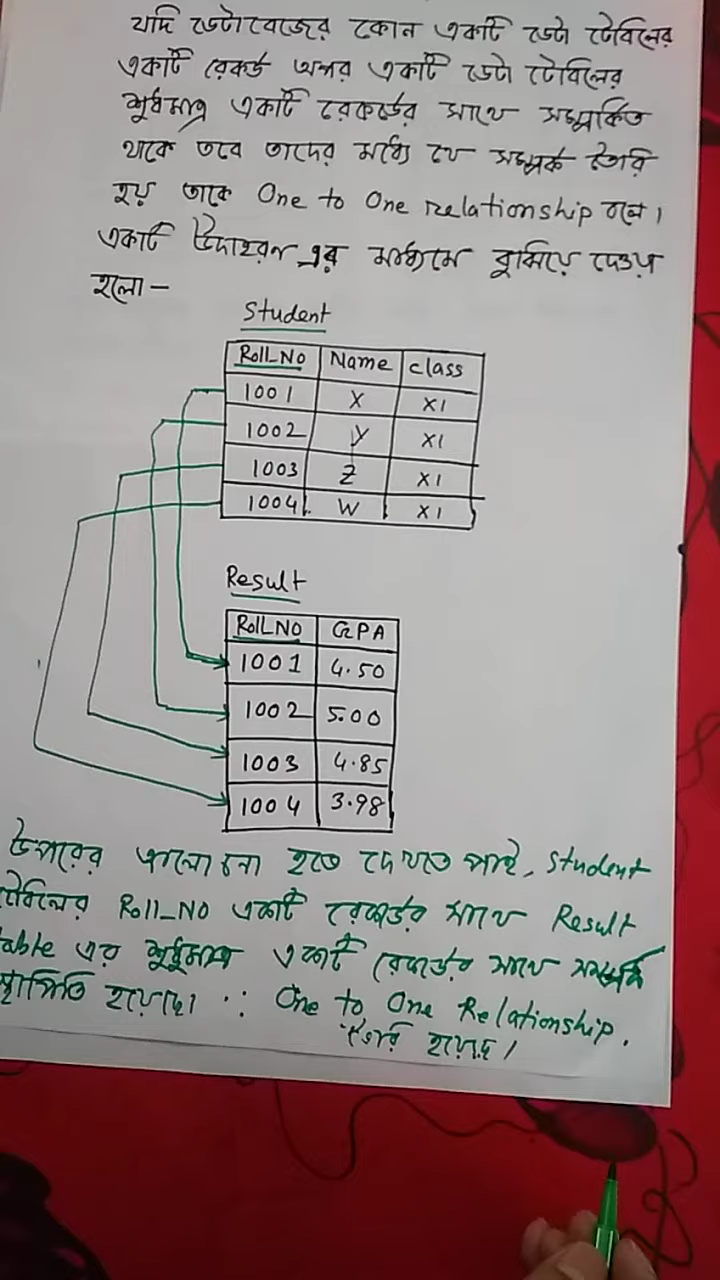 যদি ডেটাবেজের কোন একটি ডেটা টেবিলের
একটি রেকর্ড অপর একটি ডেটা টেবিলের
শুধুমাত্র একটি রেকর্ডের সাথে সম্পর্কিত
থাকে তবে তাদের মধ্যে যে সম্পর্ক তৈরি
হয় তাকে One to One Relationship বলে।
একটি উদাহরন এর মাধ্যমে বুঝিয়ে দেওয়া
হলো -
Student
Roll_No Name Class
1001 X XI
1002 Y XI
1003 Z XI
1004 W XI
Result
Roll_NO GPA
1001 4.50
1002 5.00
1003 4.85
1004 3.98
উপরের আলোচনা হতে দেখতে পাই, Student
টেবিলের Roll_NO একটি রেকর্ডের সাথে Result
table এর শুধুমাত্র একটি রেকর্ডের সাথে সম্পর্ক
স্থাপিত হয়েছে। ∴ One to One Relationship.
তৈরি হয়েছে।